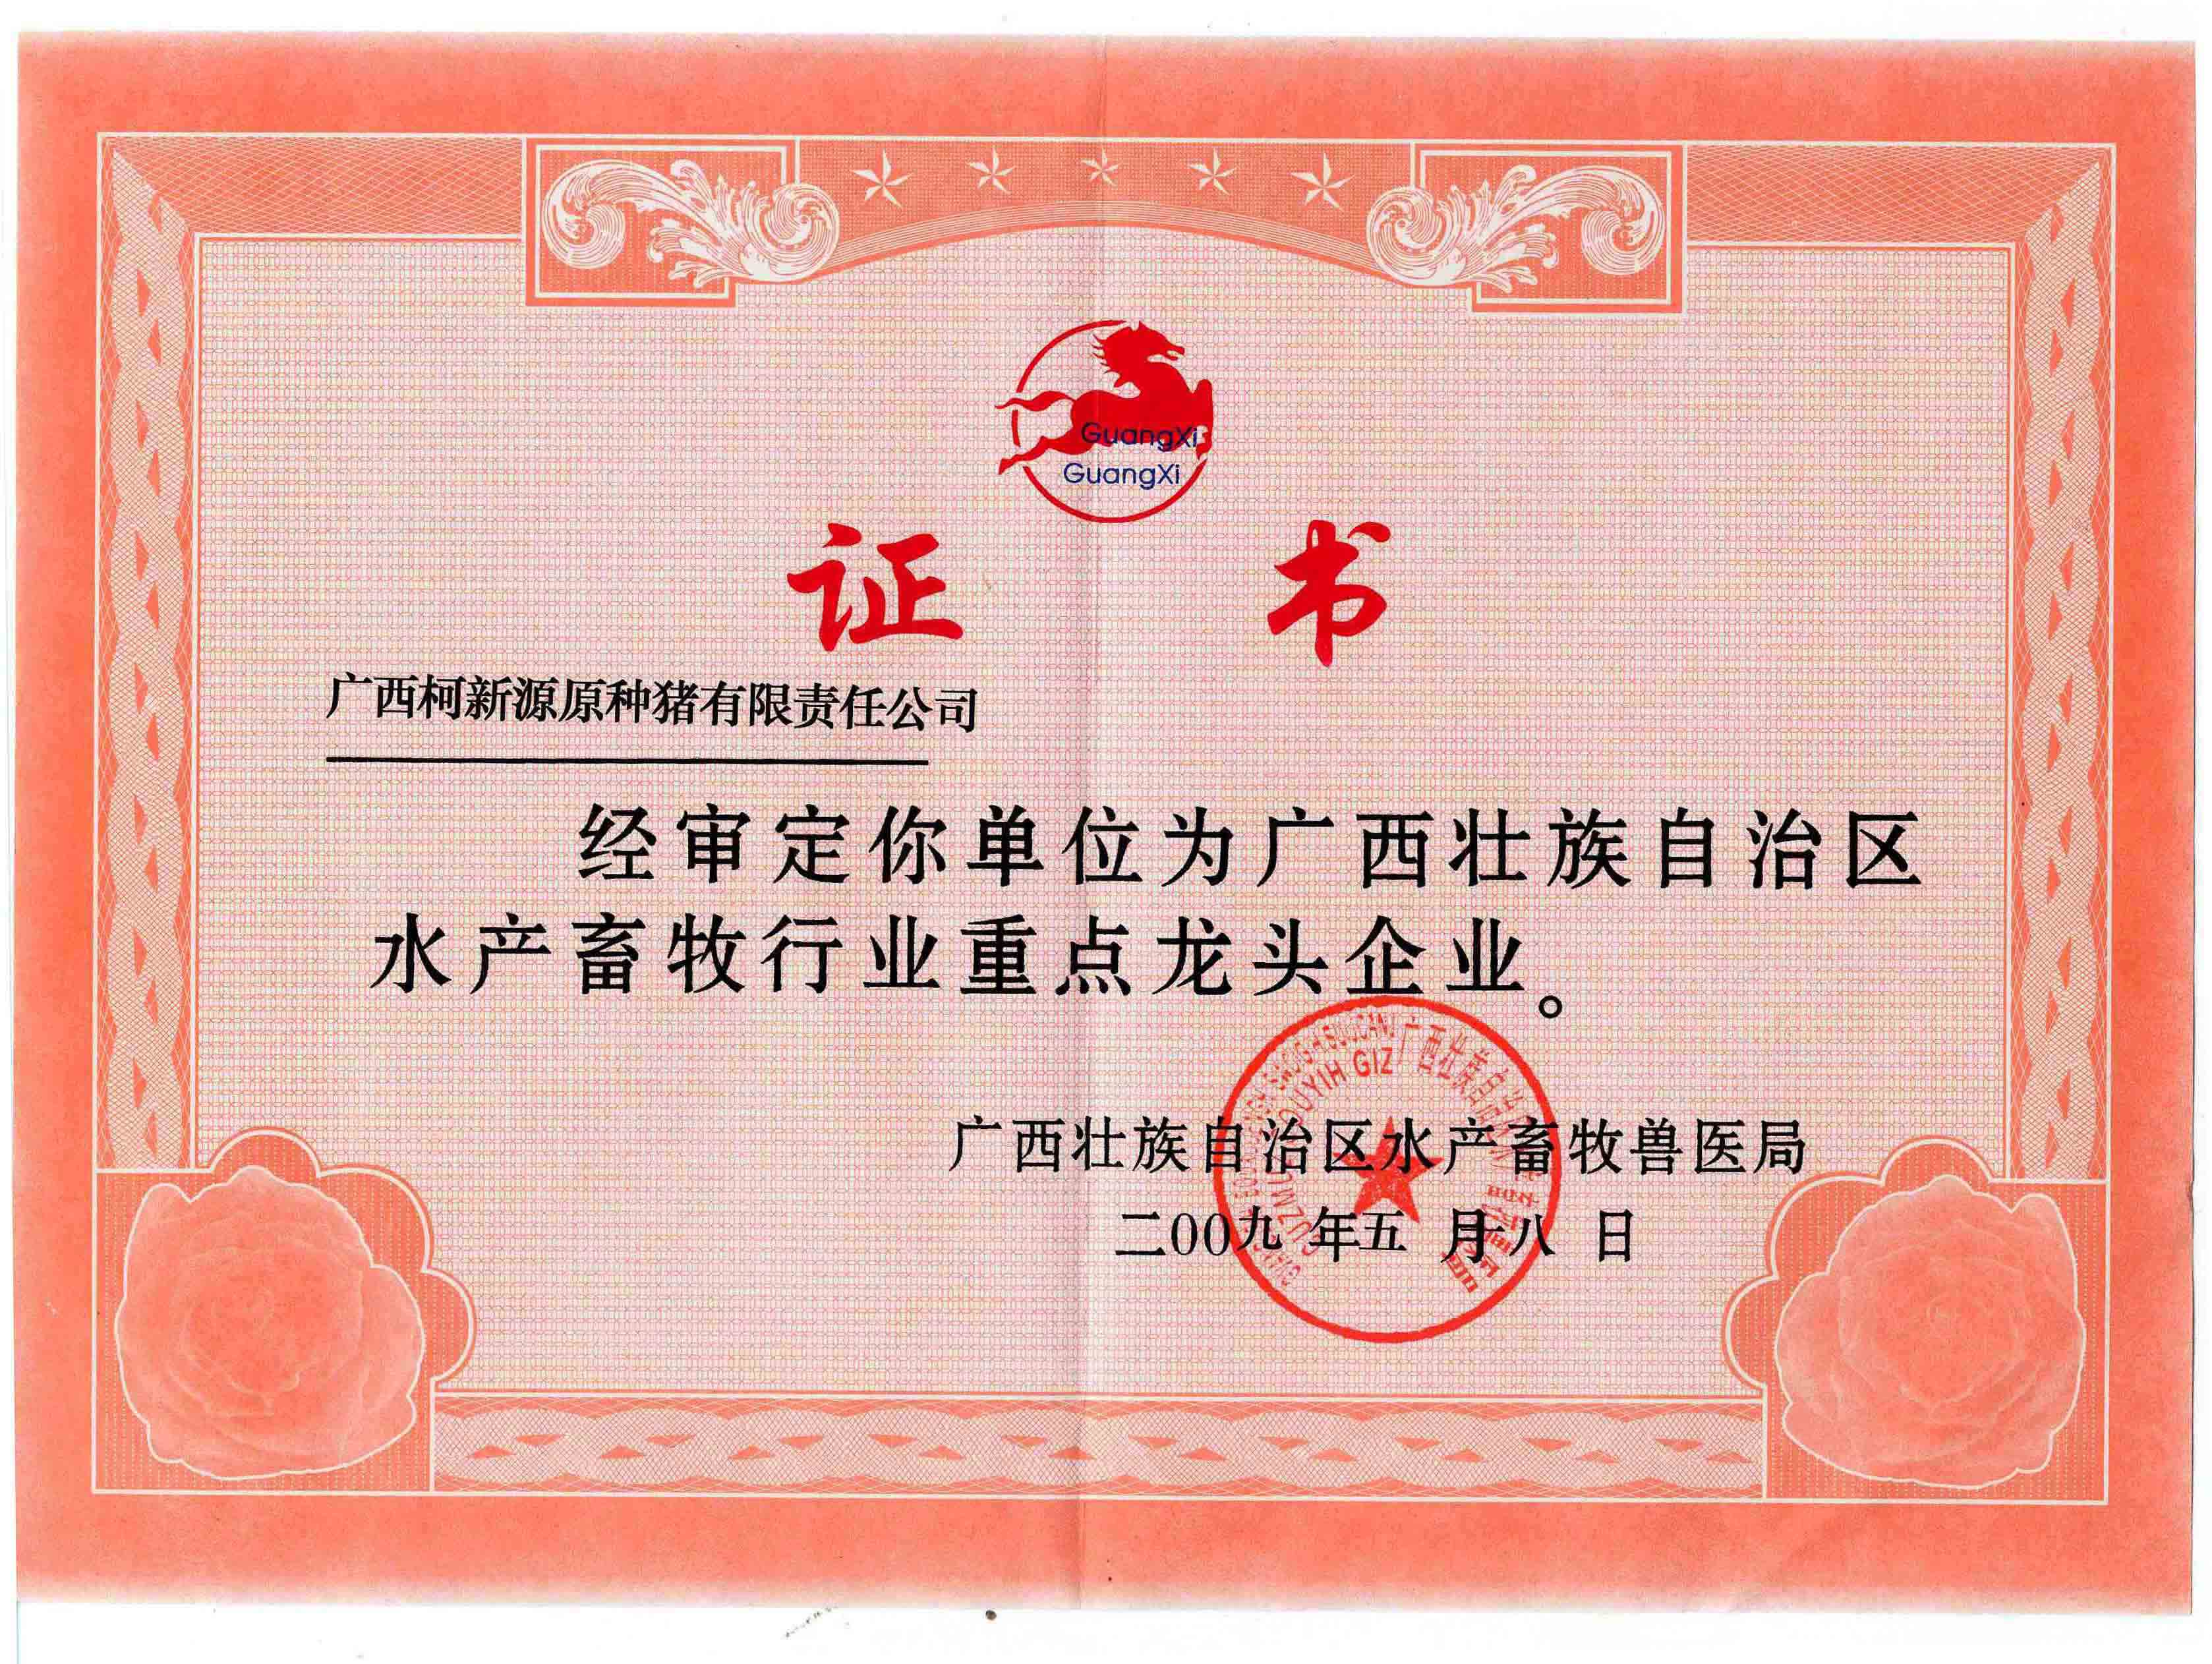 GuangXi
GuangXi
证 书
广西柯新源原种猪有限责任公司
经审定你单位为广西壮族自治区
水产畜牧行业重点龙头企业。
广西壮族自治区水产畜牧兽医局
二00九年五月十八日